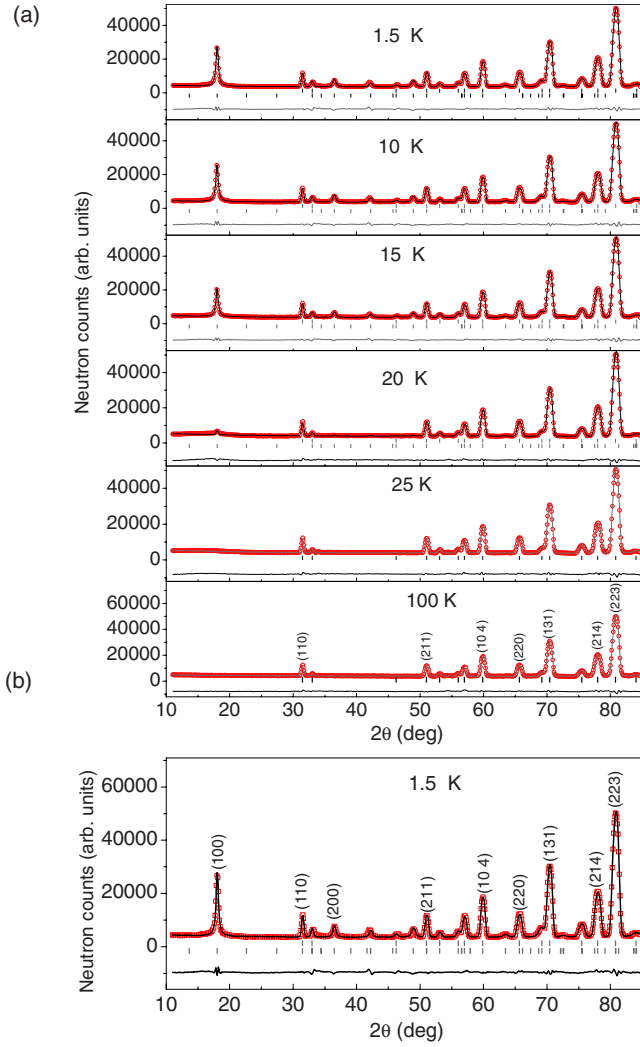 (a)
1.5 K
40000
20000
0
10 K
40000
20000
0
15 K
40000
20000
0
20 K
40000
20000
0
25 K
40000
20000
0
100 K
60000
40000
20000
0
(110)
(211)
(10 4)
(220)
(131)
(214)
(223)
Neutron counts (arb. units)
10 20 30 40 50 60 70 80
2θ (deg)
(b)
1.5 K
60000
40000
20000
0
(100)
(110)
(200)
(211)
(10 4)
(220)
(131)
(214)
(223)
Neutron counts (arb. units)
10 20 30 40 50 60 70 80
2θ (deg)